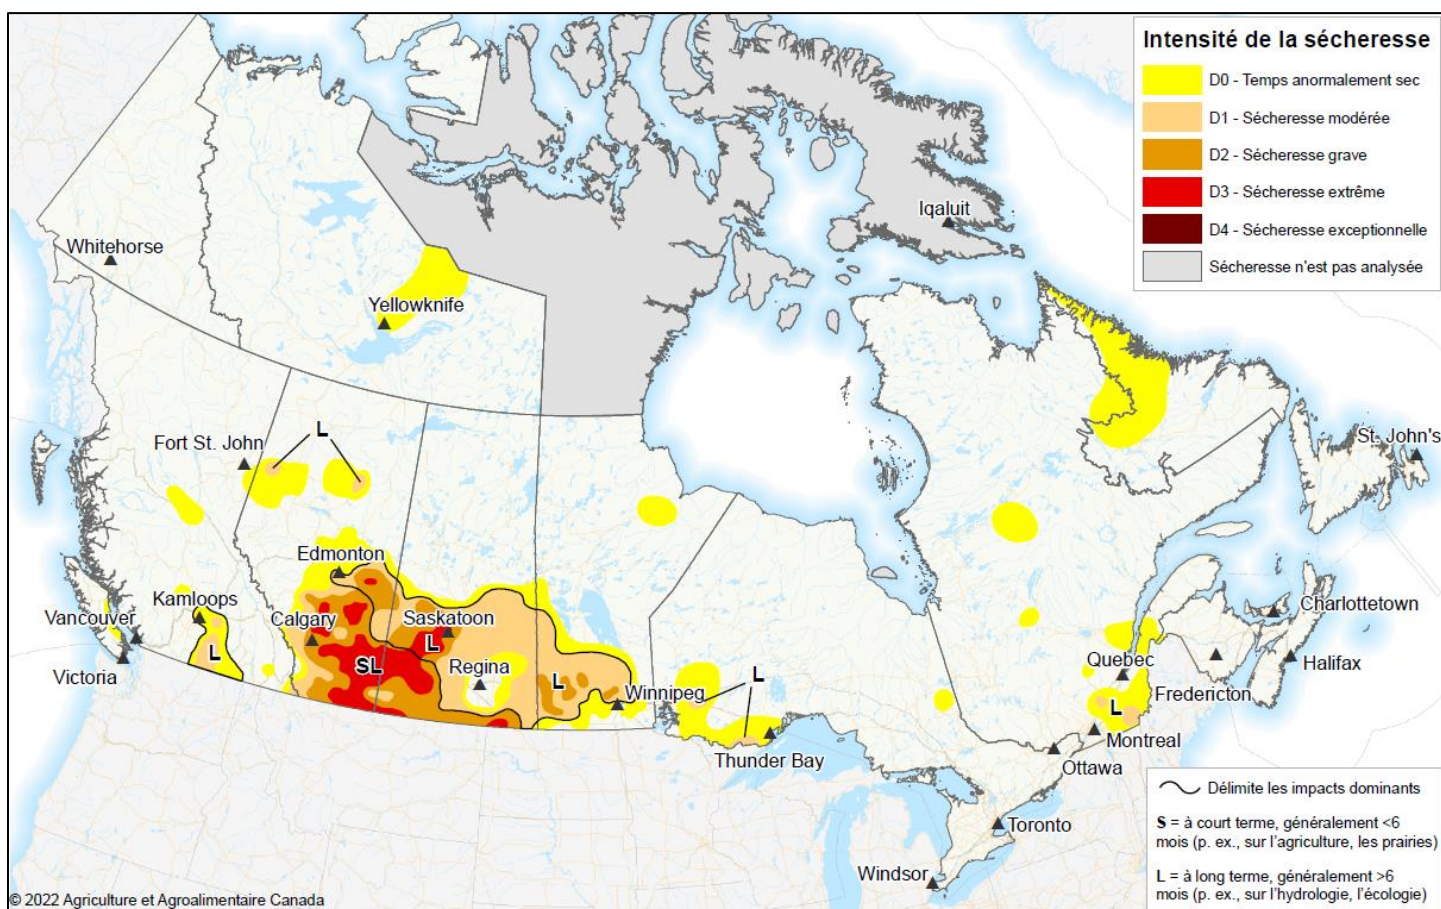 Intensité de la sécheresse
D0 - Temps anormalement sec
D1 - Sécheresse modérée
D2 - Sécheresse grave
D3 - Sécheresse extrême
D4 - Sécheresse exceptionnelle
Sécheresse n'est pas analysée
Iqaluit
Whitehorse
Yellowknife
L
Fort St. John
St. John's
Edmonton
Kamloops
Vancouver
Calgary
Saskatoon
L
Charlottetown
L
SL
Regina
Quebec
Halifax
Victoria
L
Winnipeg
L
Fredericton
L
Montreal
Thunder Bay
Ottawa
Délimite les impacts dominants
S = à court terme, généralement <6
mois (p. ex., sur l'agriculture, les prairies)
Toronto
Windsor
L = à long terme, généralement >6
mois (p. ex., sur l'hydrologie, l'écologie)
© 2022 Agriculture et Agroalimentaire Canada